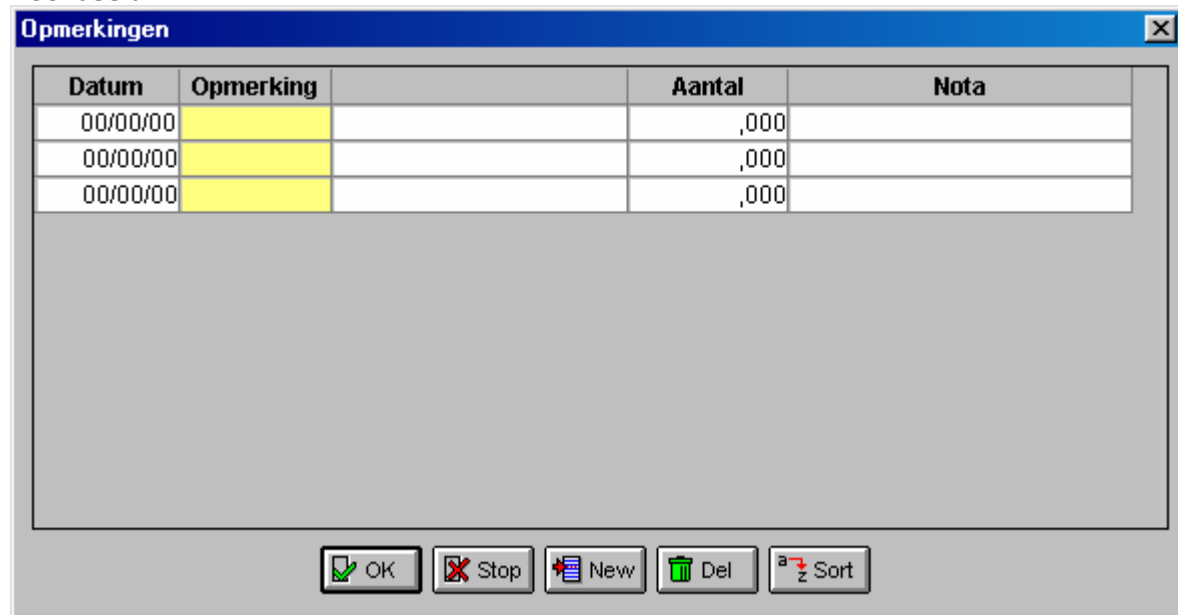 Opmerkingen
Datum Opmerking Aantal Nota
00/00/00 ,000
00/00/00 ,000
00/00/00 ,000
OK Stop New Del a z Sort